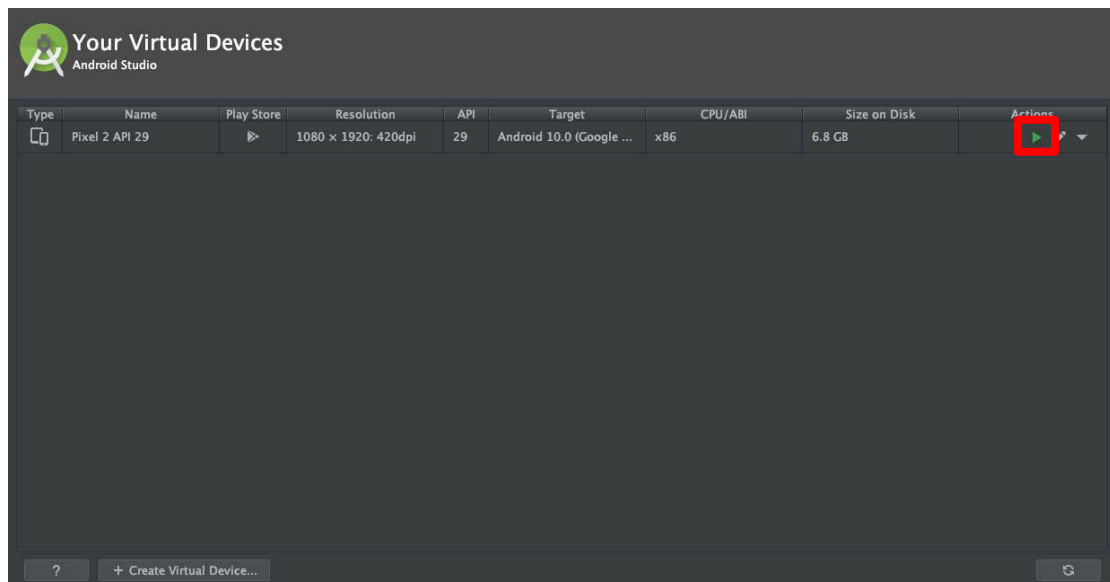 Your Virtual Devices
Android Studio
Type Name Play Store Resolution API Target CPU/ABI Size on Disk Actions
Pixel 2 API 29 1080 × 1920: 420dpi 29 Android 10.0 (Google ... x86 6.8 GB
? + Create Virtual Device...